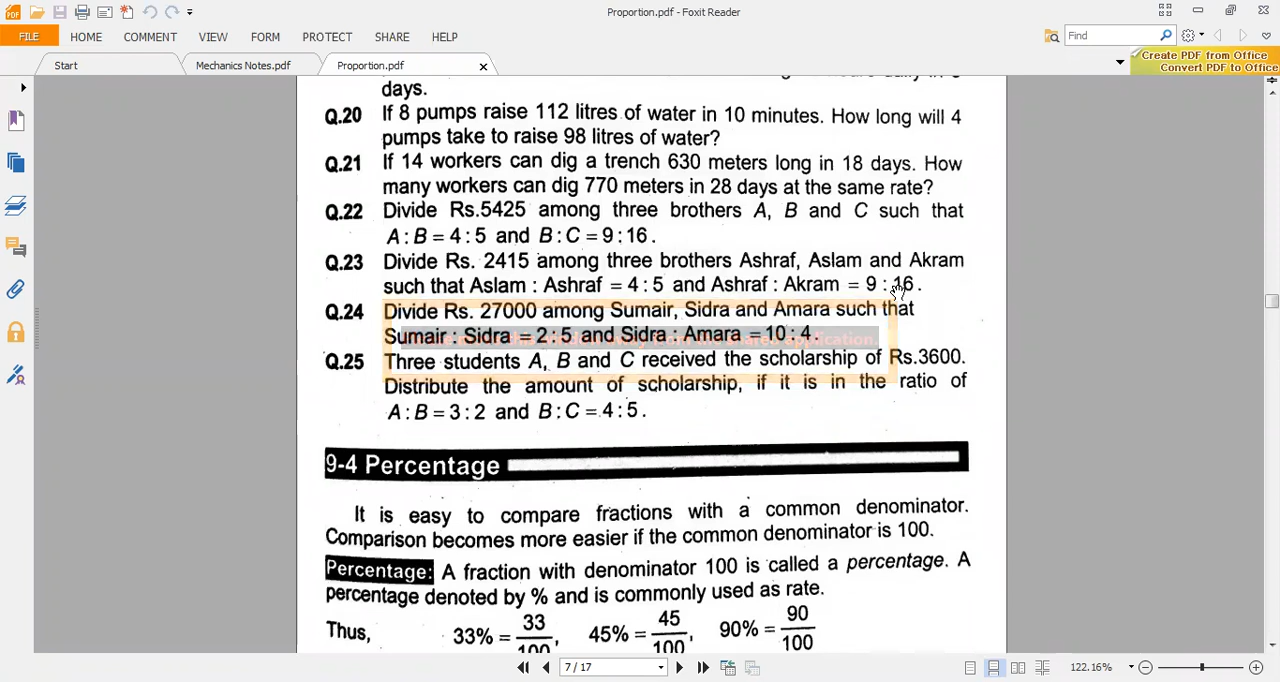 Proportion.pdf - Foxit Reader
FILE HOME COMMENT VIEW FORM PROTECT SHARE HELP
Find
Start Mechanics Notes.pdf Proportion.pdf
Create PDF from Office
Convert PDF to Office
days.
Q.20 If 8 pumps raise 112 litres of water in 10 minutes. How long will 4
pumps take to raise 98 litres of water?
Q.21 If 14 workers can dig a trench 630 meters long in 18 days. How
many workers can dig 770 meters in 28 days at the same rate?
Q.22 Divide Rs.5425 among three brothers A, B and C such that
A : B = 4 : 5 and B : C = 9 : 16 .
Q.23 Divide Rs. 2415 among three brothers Ashraf, Aslam and Akram
such that Aslam : Ashraf = 4 : 5 and Ashraf : Akram = 9 : 16 .
Q.24 Divide Rs. 27000 among Sumair, Sidra and Amara such that
Sumair : Sidra = 2 : 5 and Sidra : Amara = 10 : 4 .
window away from the shared application.
Q.25 Three students A, B and C received the scholarship of Rs.3600.
Distribute the amount of scholarship, if it is in the ratio of
A : B = 3 : 2 and B : C = 4 : 5 .
9-4 Percentage
It is easy to compare fractions with a common denominator.
Comparison becomes more easier if the common denominator is 100.
Percentage: A fraction with denominator 100 is called a percentage. A
percentage denoted by % and is commonly used as rate.
Thus, 33% = 33/100, 45% = 45/100, 90% = 90/100
7 / 17
122.16%